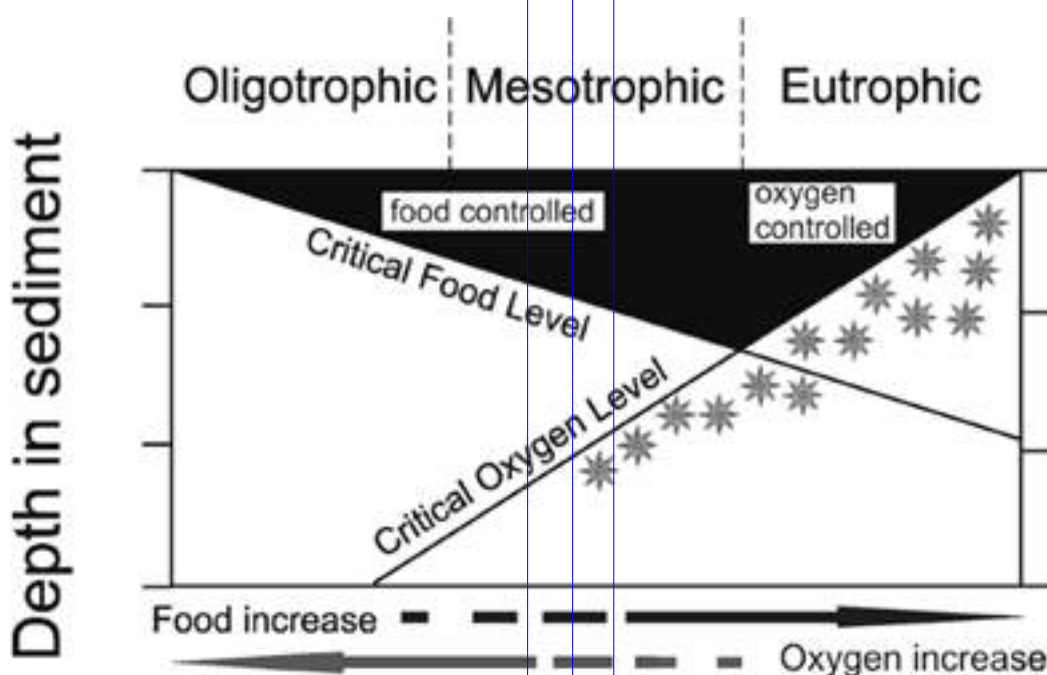 Oligotrophic
Mesotrophic
Eutrophic
Depth in sediment
food controlled
oxygen
controlled
Critical Food Level
Critical Oxygen Level
Food increase
Oxygen increase